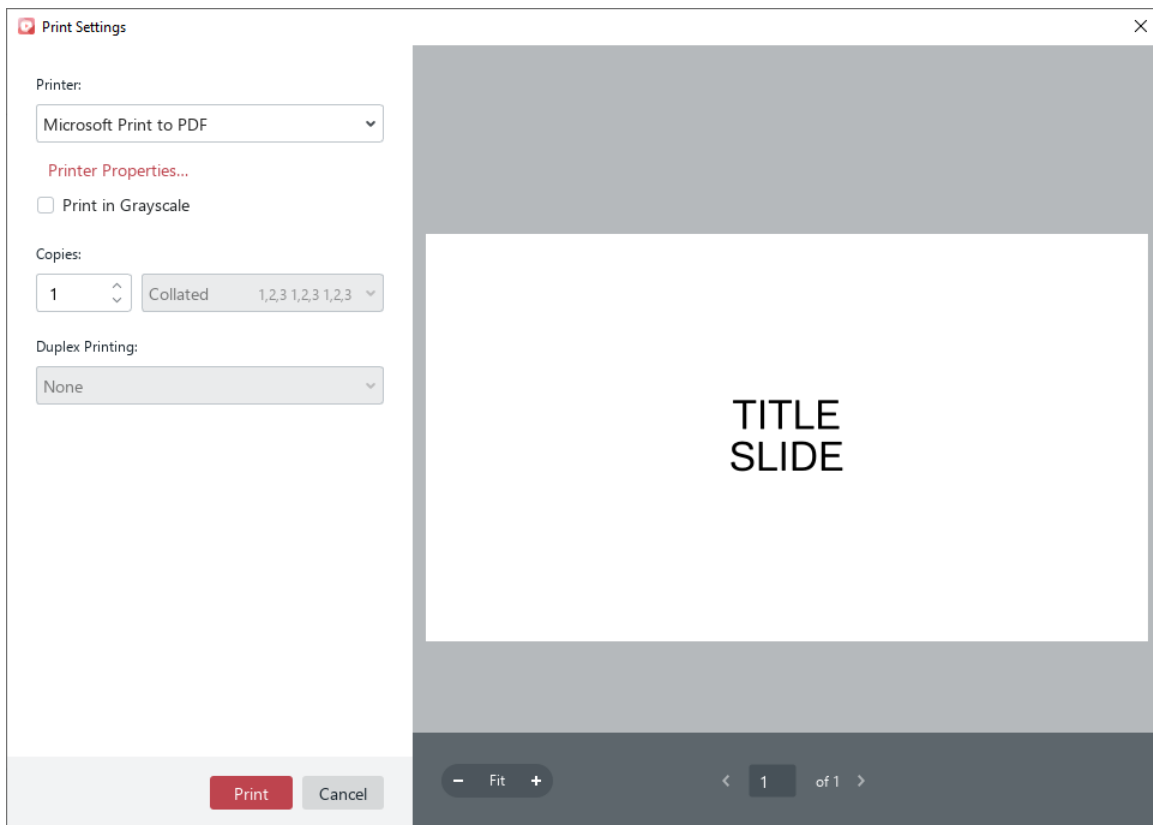 Print Settings
Printer:
Microsoft Print to PDF
Printer Properties...
Print in Grayscale
Copies:
1
Collated 1,2,3 1,2,3 1,2,3
Duplex Printing:
None
Print Cancel
TITLE
SLIDE
− Fit +
1 of 1